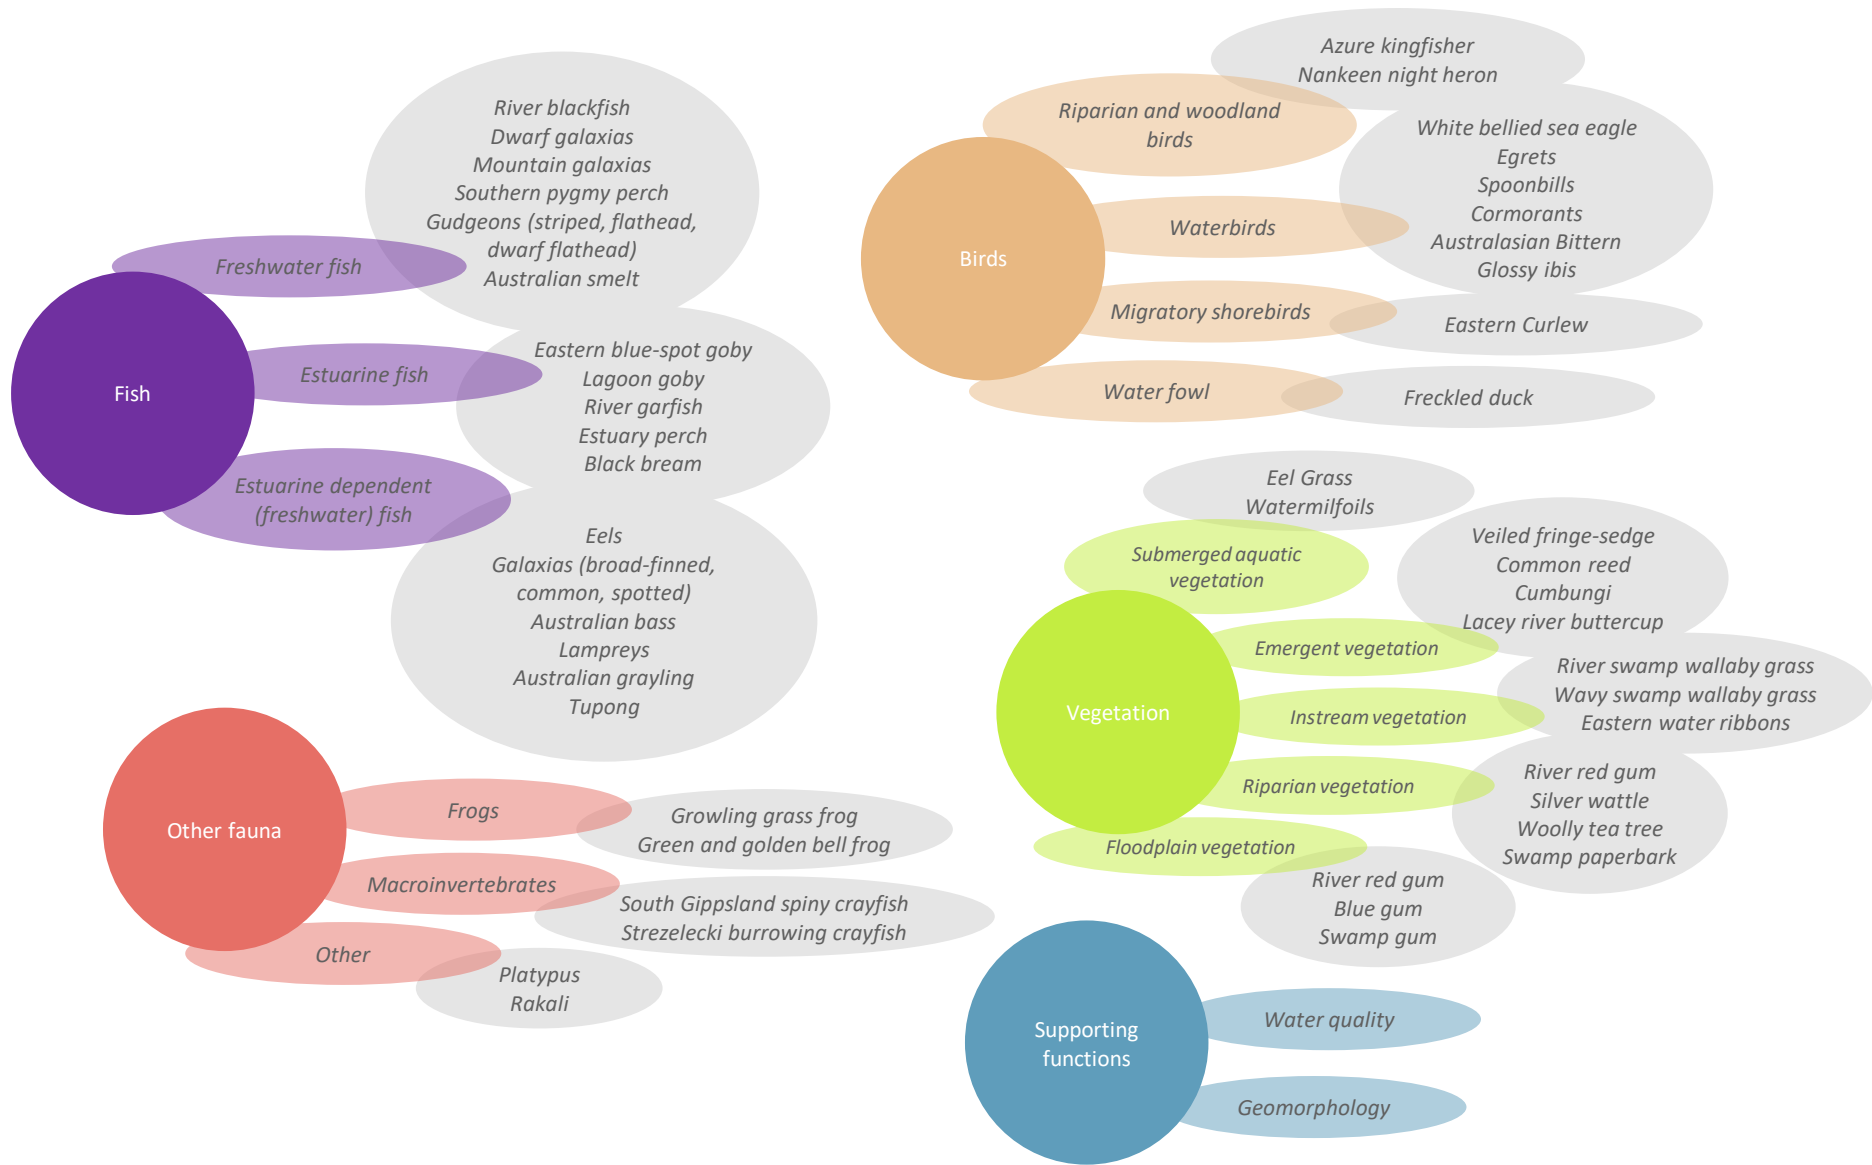 Fish
Freshwater fish
River blackfish
Dwarf galaxias
Mountain galaxias
Southern pygmy perch
Gudgeons (striped, flathead,
dwarf flathead)
Australian smelt
Estuarine fish
Eastern blue-spot goby
Lagoon goby
River garfish
Estuary perch
Black bream
Estuarine dependent
(freshwater) fish
Eels
Galaxias (broad-finned,
common, spotted)
Australian bass
Lampreys
Australian grayling
Tupong
Other fauna
Frogs
Growling grass frog
Green and golden bell frog
Macroinvertebrates
South Gippsland spiny crayfish
Strezelecki burrowing crayfish
Other
Platypus
Rakali
Birds
Riparian and woodland
birds
Azure kingfisher
Nankeen night heron
Waterbirds
White bellied sea eagle
Egrets
Spoonbills
Cormorants
Australasian Bittern
Glossy ibis
Migratory shorebirds
Eastern Curlew
Water fowl
Freckled duck
Vegetation
Submerged aquatic
vegetation
Eel Grass
Watermilfoils
Emergent vegetation
Veiled fringe-sedge
Common reed
Cumbungi
Lacey river buttercup
Instream vegetation
River swamp wallaby grass
Wavy swamp wallaby grass
Eastern water ribbons
Riparian vegetation
River red gum
Silver wattle
Woolly tea tree
Swamp paperbark
Floodplain vegetation
River red gum
Blue gum
Swamp gum
Supporting
functions
Water quality
Geomorphology